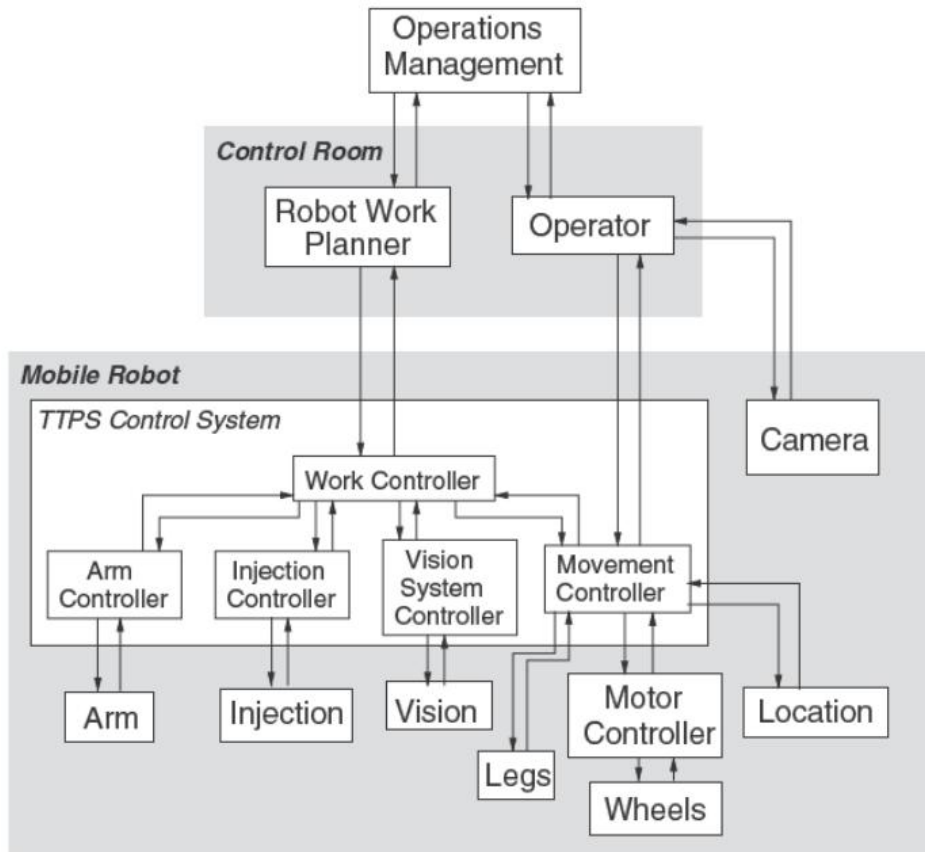 Operations
Management
Control Room
Robot Work
Planner
Operator
Mobile Robot
TTPS Control System
Camera
Work Controller
Arm
Controller
Injection
Controller
Vision
System
Controller
Movement
Controller
Arm
Injection
Vision
Legs
Motor
Controller
Location
Wheels